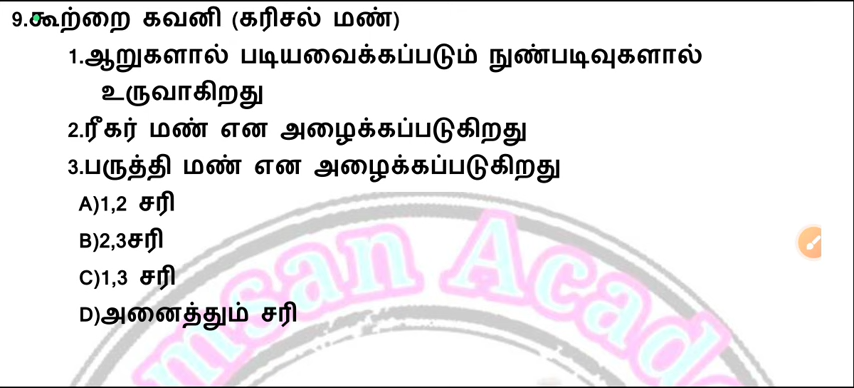 9.கூற்றை கவனி (கரிசல் மண்)
1.ஆறுகளால் படியவைக்கப்படும் நுண்படிவுகளால்
உருவாகிறது
2.ரீகர் மண் என அழைக்கப்படுகிறது
3.பருத்தி மண் என அழைக்கப்படுகிறது
A)1,2 சரி
B)2,3சரி
C)1,3 சரி
D)அனைத்தும் சரி